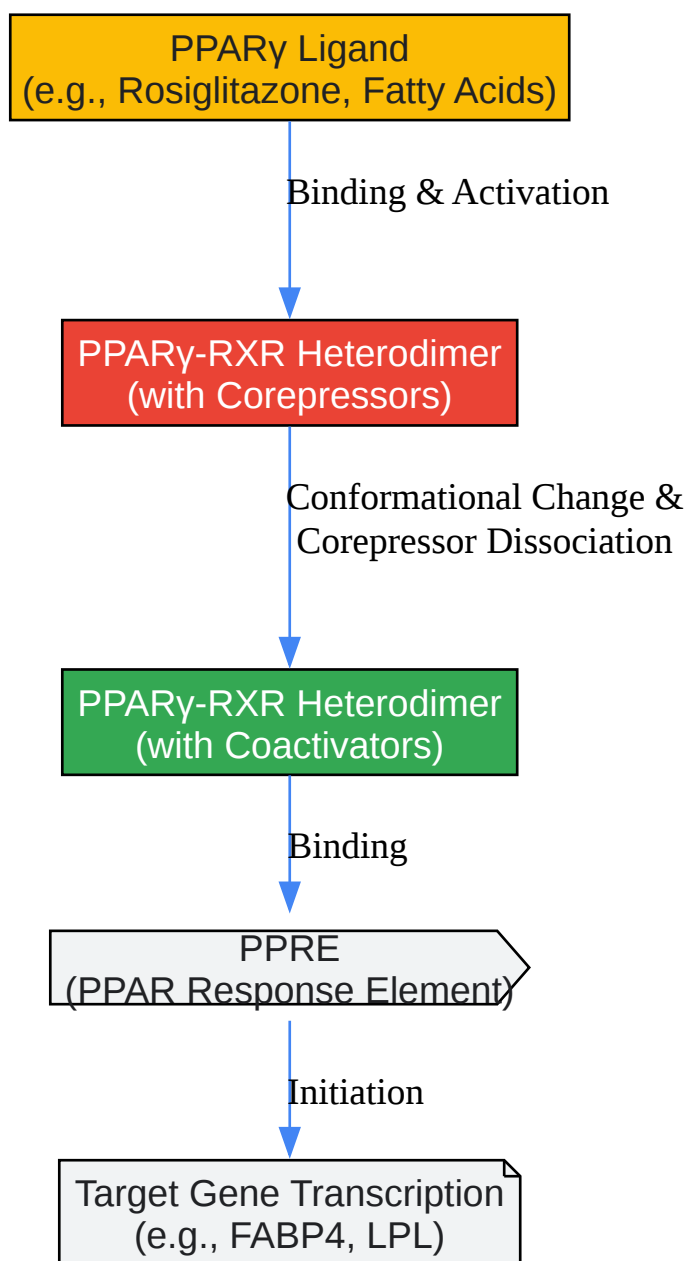 PPARγ Ligand
(e.g., Rosiglitazone, Fatty Acids)
Binding & Activation
PPARγ-RXR Heterodimer
(with Corepressors)
Conformational Change &
Corepressor Dissociation
PPARγ-RXR Heterodimer
(with Coactivators)
Binding
PPRE
(PPAR Response Element)
Initiation
Target Gene Transcription
(e.g., FABP4, LPL)